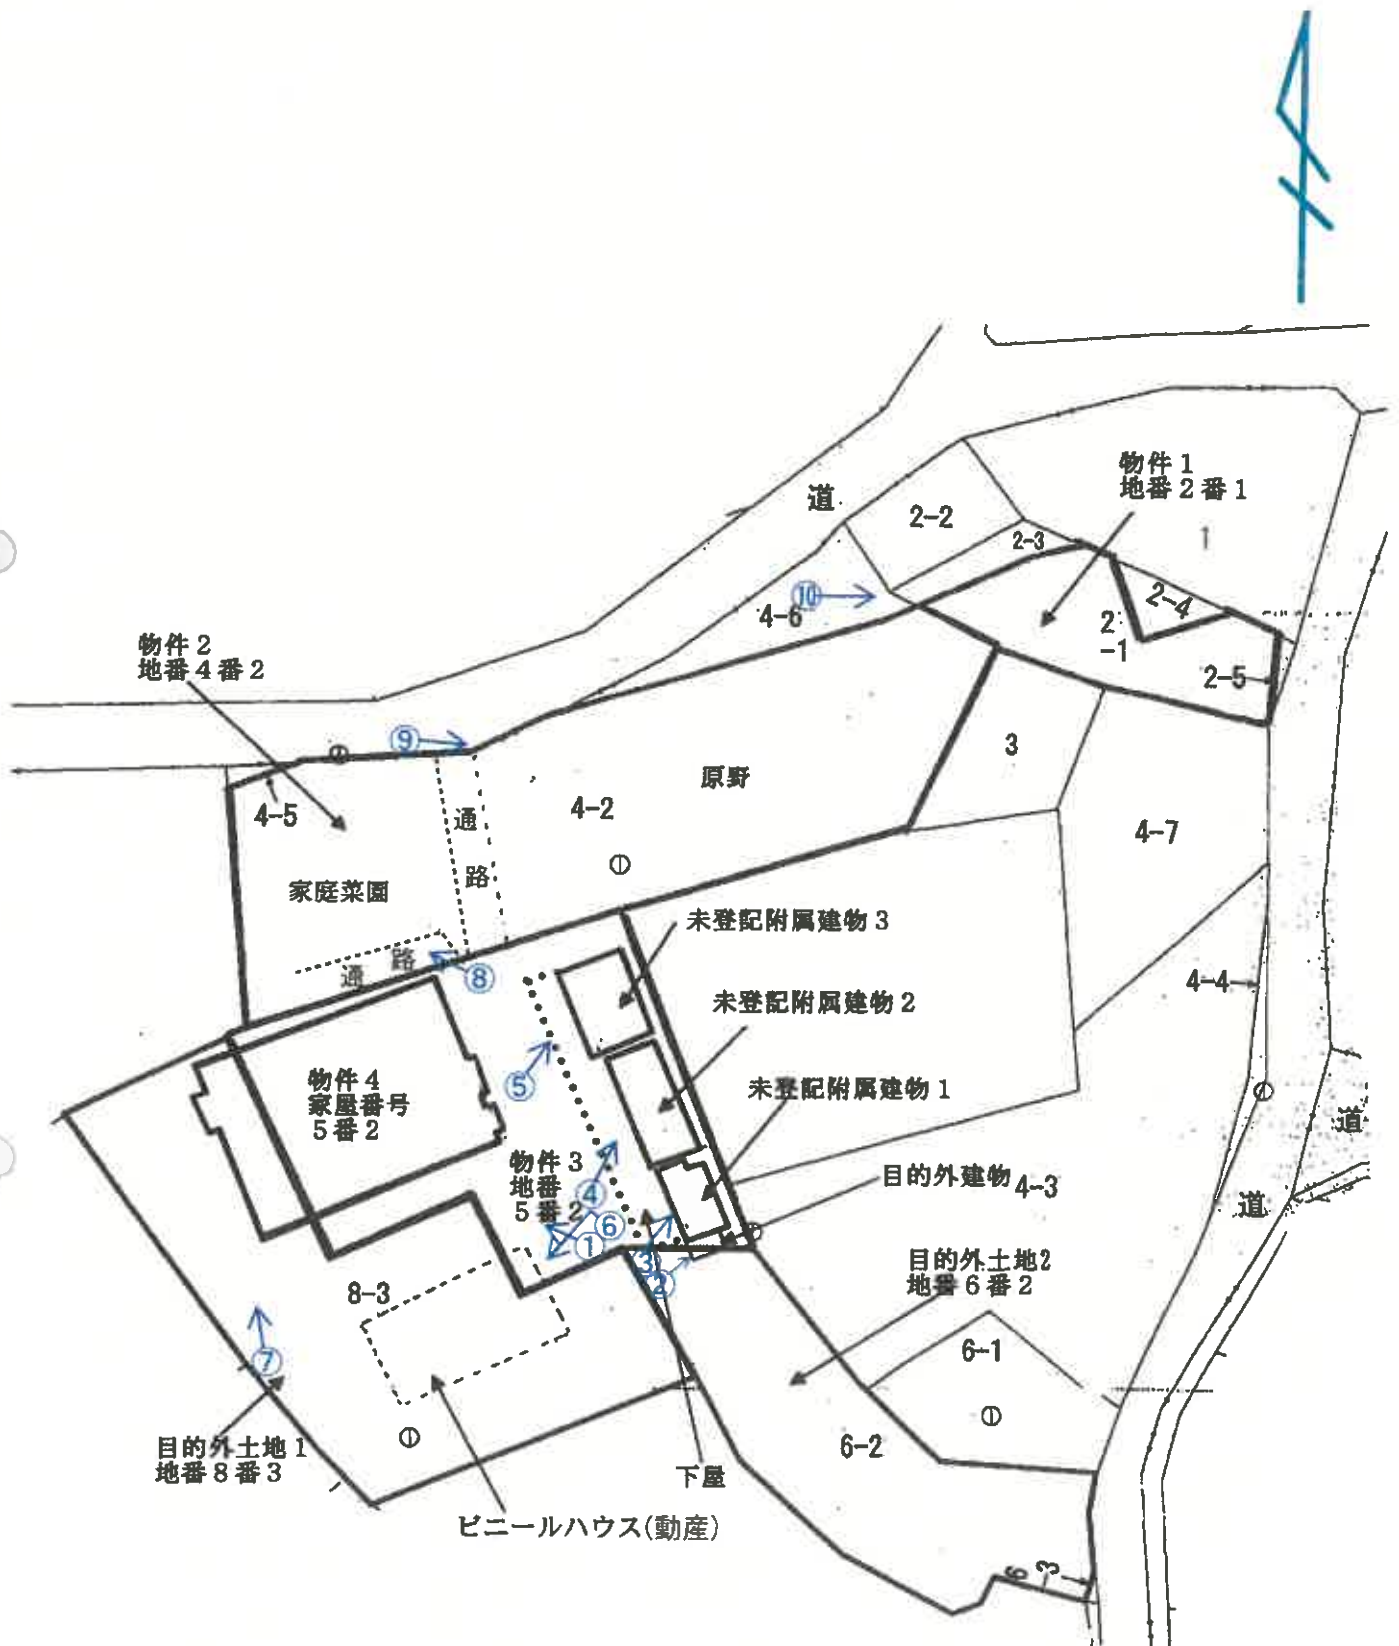 物件1
地番2番1
道
2-2
2-3
1
2-4
2
-1
2-5
⑩
4-6
物件2
地番4番2
⑨
3
原野
4-5
4-2
通
路
4-7
家庭菜園
未登記附属建物3
通 路
⑧
4-4
未登記附属建物2
⑤
物件4
家屋番号
5番2
未登記附属建物1
道
物件3
地番
5番2
目的外建物
4-3
④
⑥
①
道
③
②
目的外土地2
地番6番2
8-3
6-1
⑦
目的外土地1
地番8番3
6-2
下屋
ビニールハウス(動産)
6-3